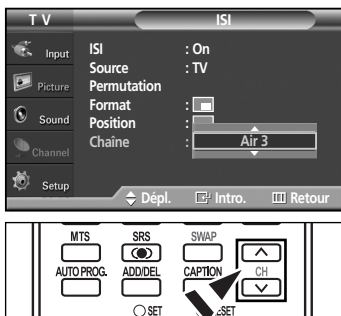 T V
ISI
Input
Picture
Sound
Channel
Setup
ISI : On
Source : TV
Permutation
Format :
Position :
Chaîne : Air 3
Dépl. Intro. Retour
MTS SRS SWAP
AUTO PROG. ADD/DEL CAPTION CH
SET